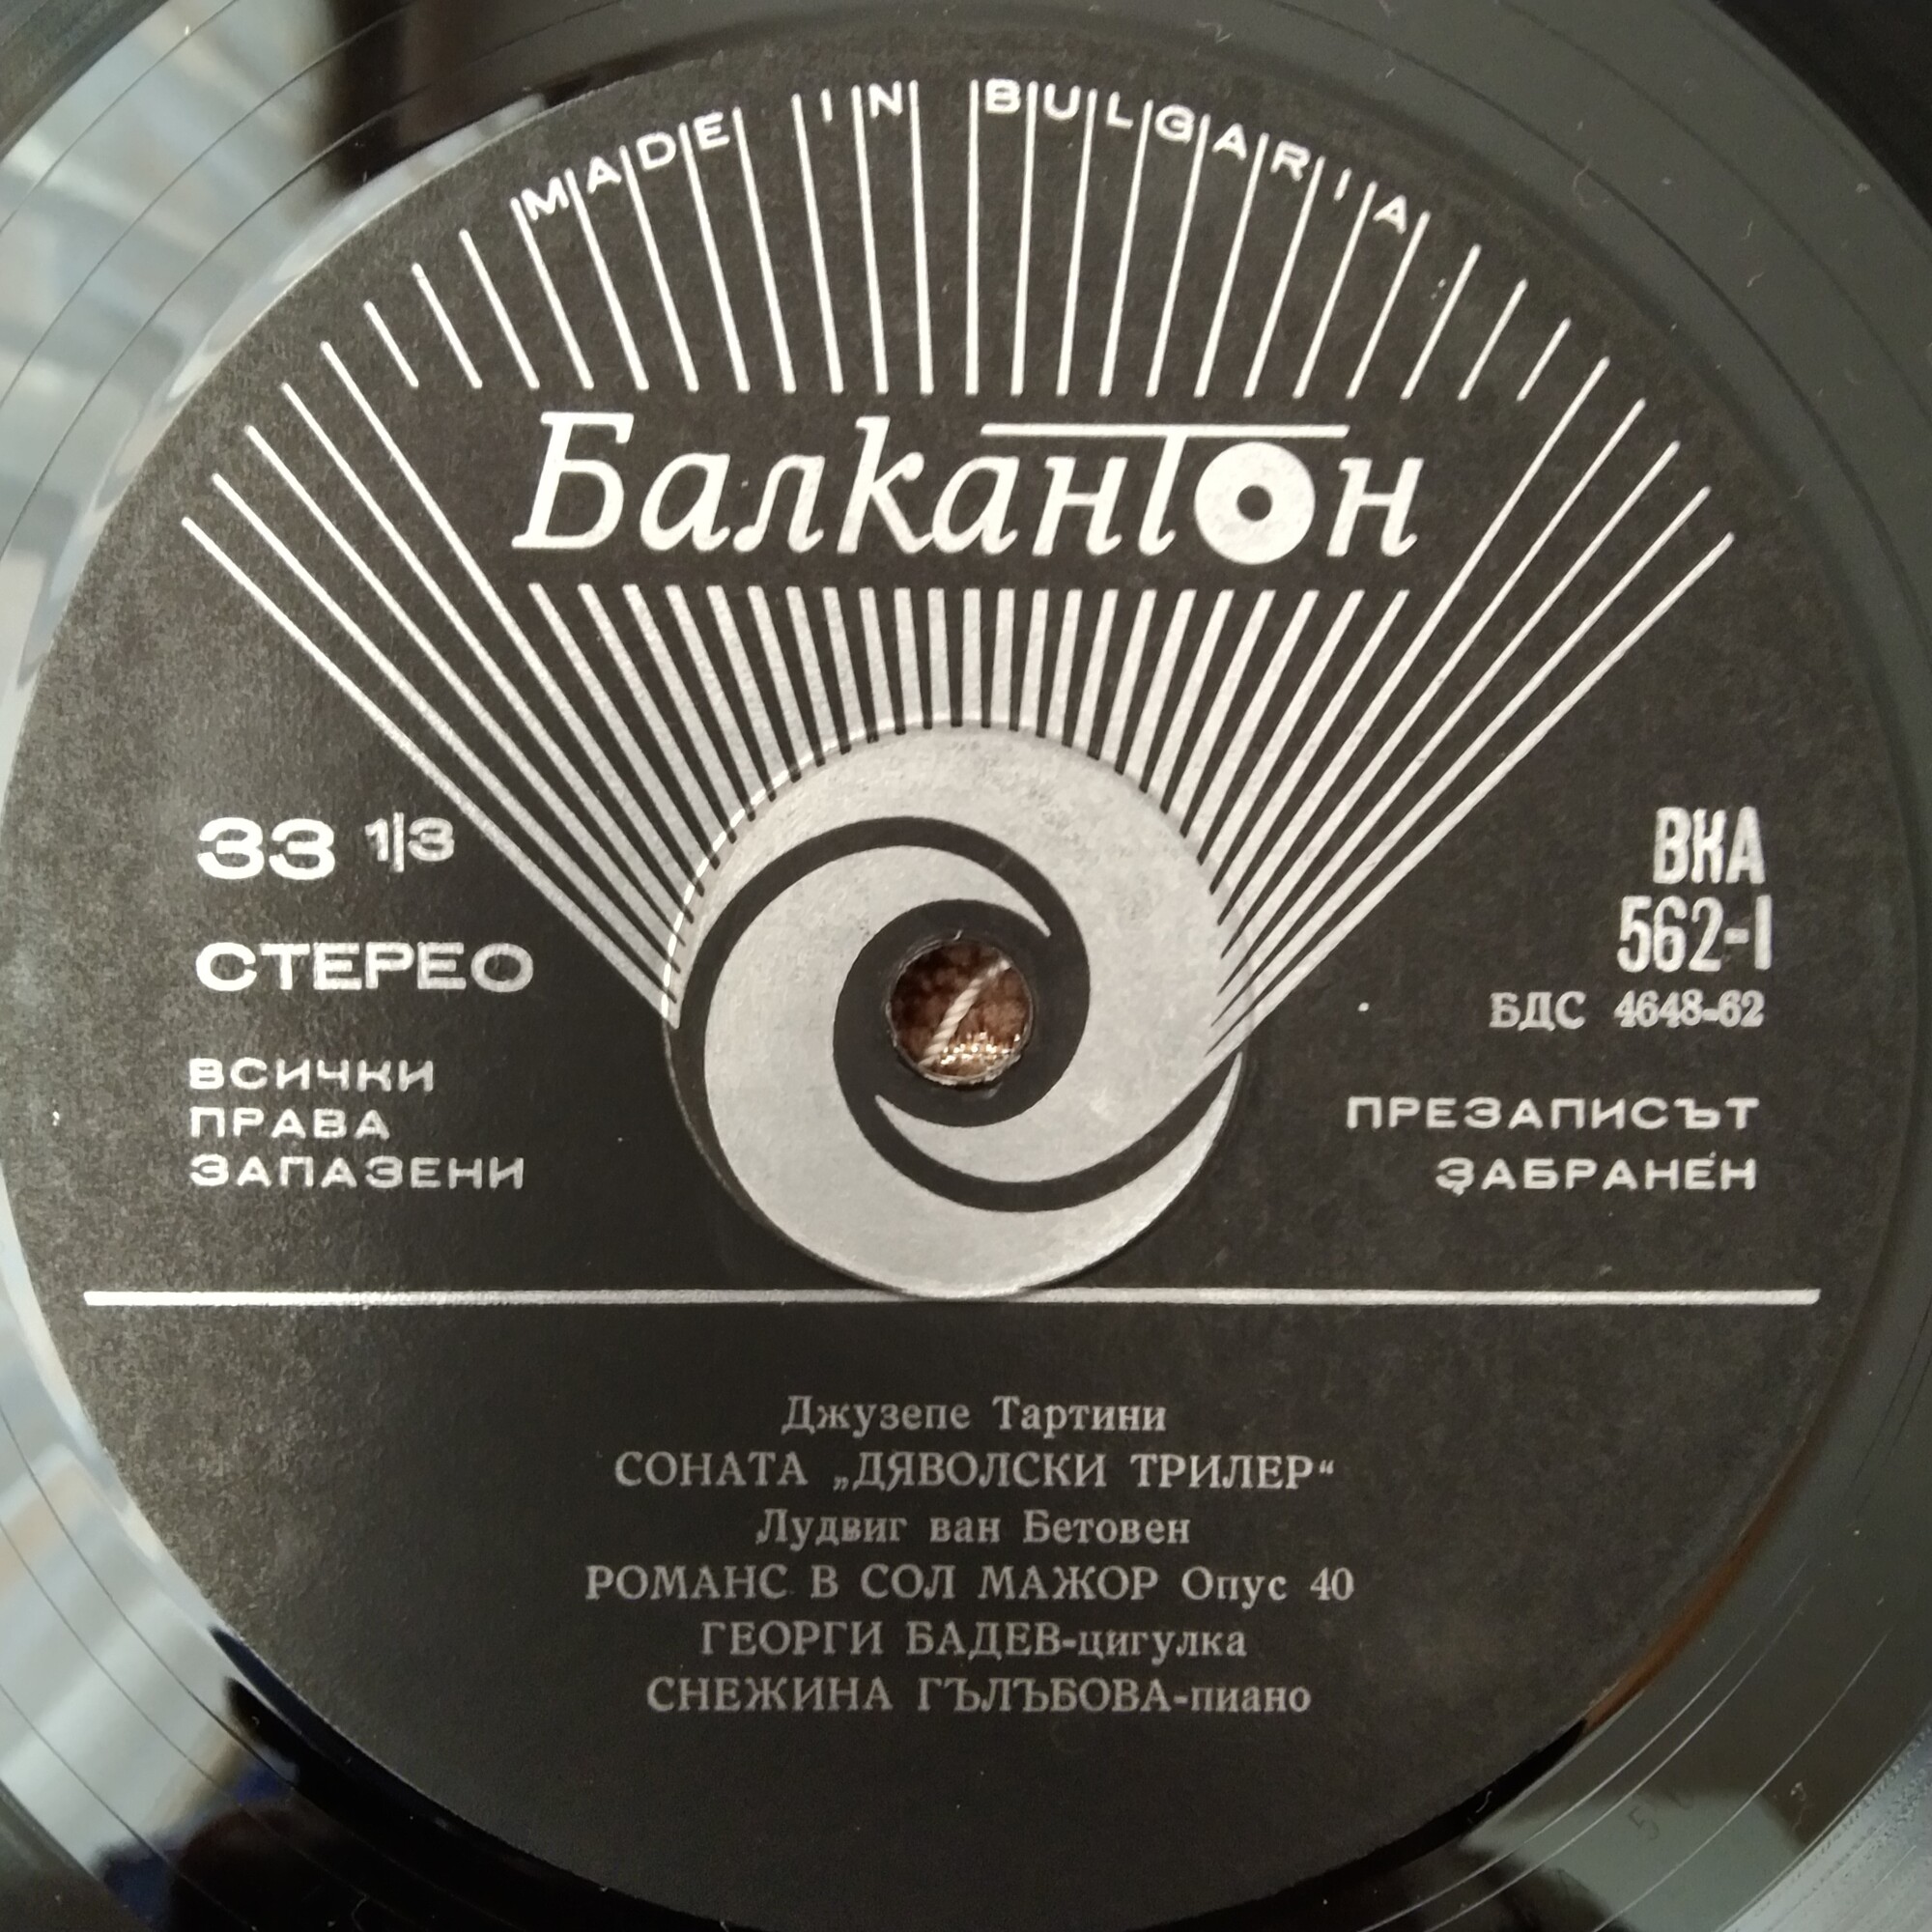 MADE IN BULGARIA
Балкантон
33 1/3
СТЕРЕО
ВСИЧКИ
ПРАВА
ЗАПАЗЕНИ
ВКА
562-I
БДС 4648-62
ПРЕЗАПИСЪТ
ЗАБРАНЕН
Джузепе Тартини
СОНАТА „ДЯВОЛСКИ ТРИЛЕР“
Лудвиг ван Бетовен
РОМАНС В СОЛ МАЖОР Опус 40
ГЕОРГИ БАДЕВ-цигулка
СНЕЖИНА ГЪЛЪБОВА-пиано